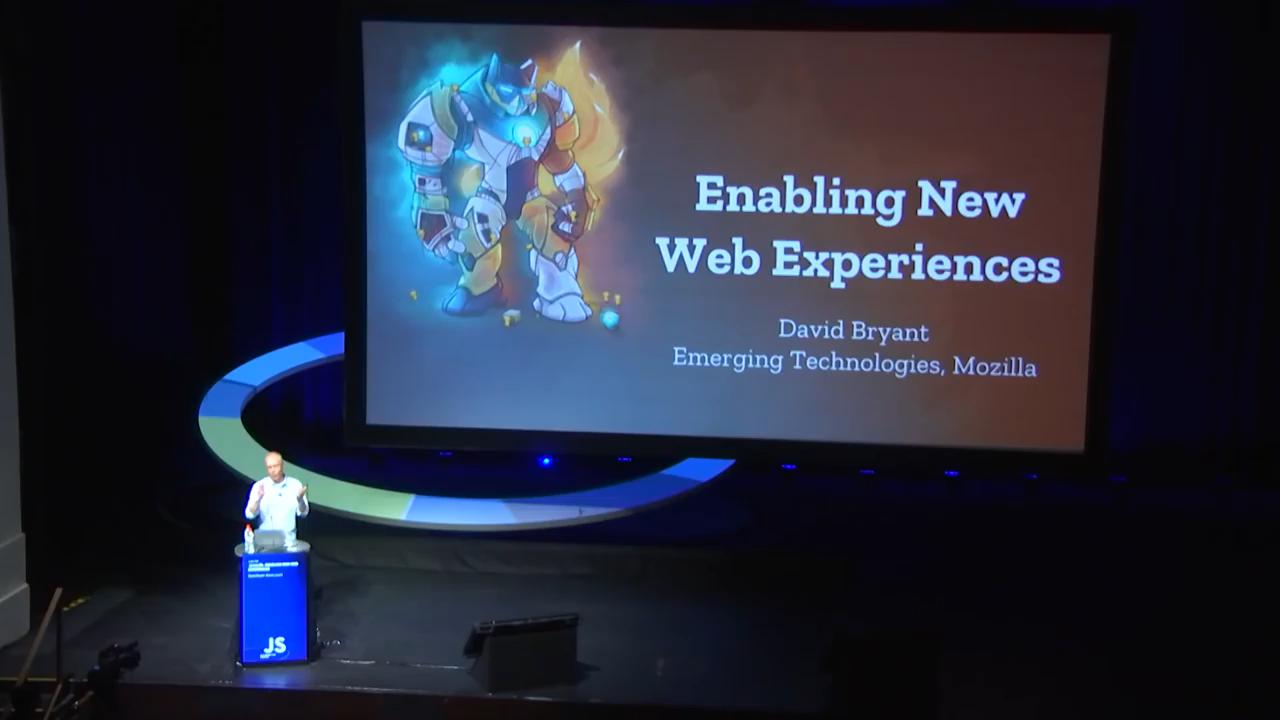 Enabling New
Web Experiences
David Bryant
Emerging Technologies, Mozilla
JS